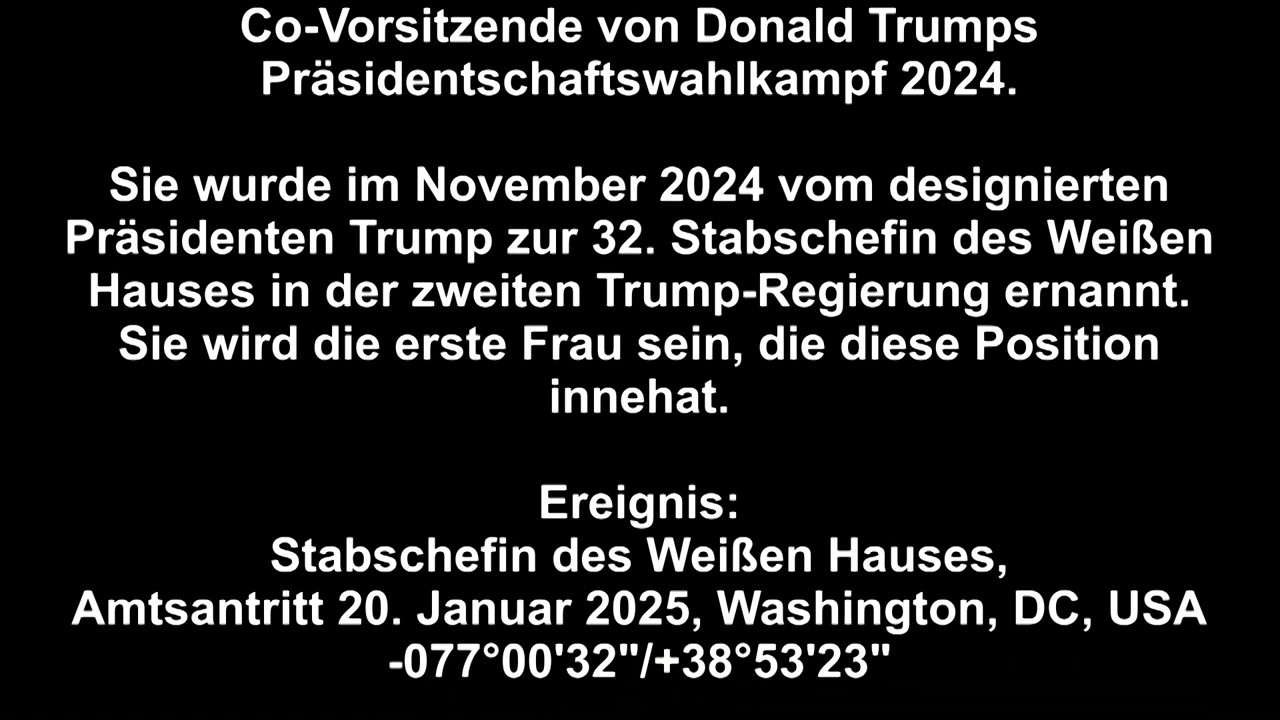 Co-Vorsitzende von Donald Trumps
Präsidentschaftswahlkampf 2024.
Sie wurde im November 2024 vom designierten
Präsidenten Trump zur 32. Stabschefin des Weißen
Hauses in der zweiten Trump-Regierung ernannt.
Sie wird die erste Frau sein, die diese Position
innehat.
Ereignis:
Stabschefin des Weißen Hauses,
Amtsantritt 20. Januar 2025, Washington, DC, USA
-077°00'32"/+38°53'23"